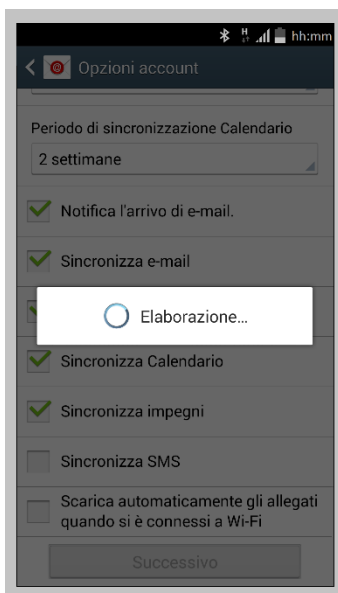 H
hh:mm
Opzioni account
Periodo di sincronizzazione Calendario
2 settimane
Notifica l'arrivo di e-mail.
Sincronizza e-mail
Elaborazione...
Sincronizza Calendario
Sincronizza impegni
Sincronizza SMS
Scarica automaticamente gli allegati
quando si è connessi a Wi-Fi
Successivo